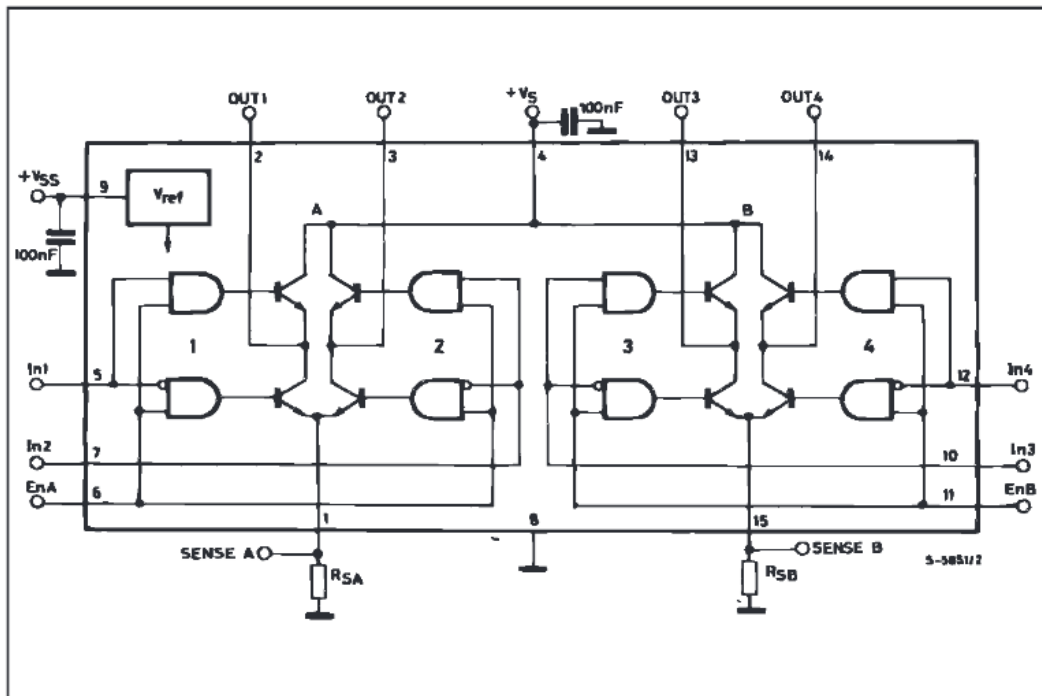 OUT1 OUT2 +VS 100nF OUT3 OUT4
2 3 4 13 14
+VSS 9 Vref A B
100nF
1 2 3 4
In1 5 12 In4
In2 7 10 In3
EnA 6 11 EnB
1 8 15
SENSE A SENSE B
RSA RSB S-5851/2